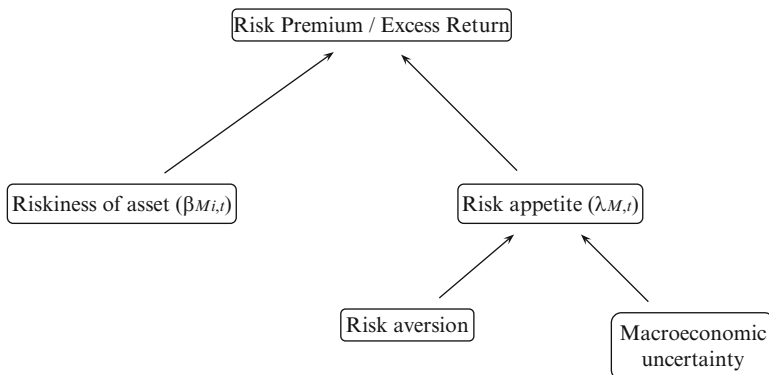 Risk Premium / Excess Return
Riskiness of asset (βMi,t)
Risk appetite (λM,t)
Risk aversion
Macroeconomic
uncertainty